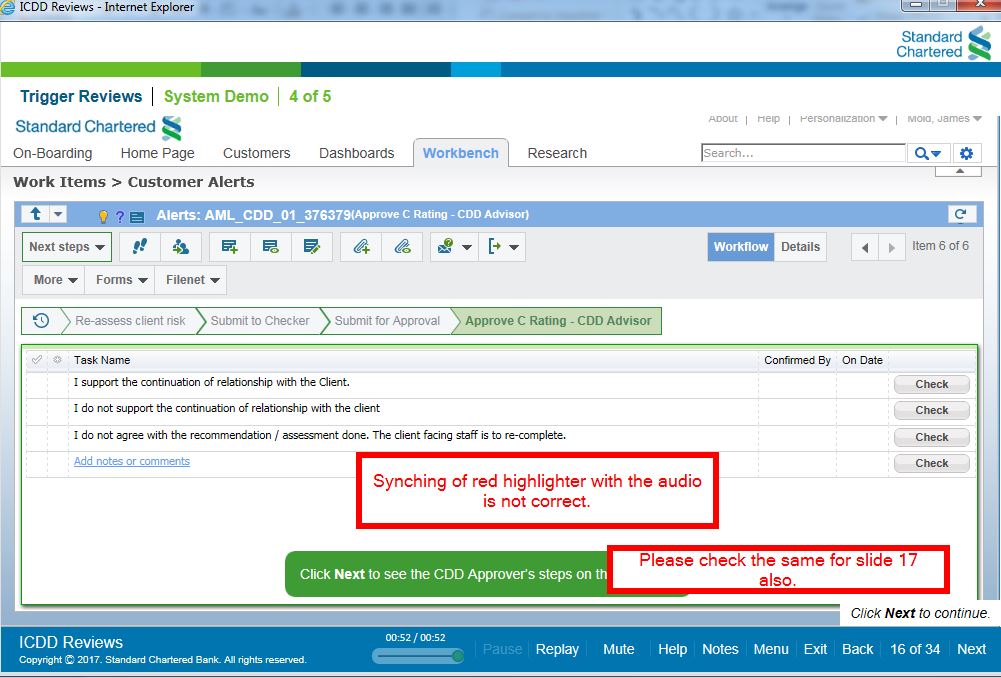 ICDD Reviews - Internet Explorer
Standard
Chartered
Trigger Reviews | System Demo | 4 of 5
Standard Chartered
About | Help | Personalization | Mold, James
On-Boarding Home Page Customers Dashboards Workbench Research
Search...
Work Items > Customer Alerts
Alerts: AML_CDD_01_376379(Approve C Rating - CDD Advisor)
Next steps Workflow Details Item 6 of 6
More Forms Filenet
Re-assess client risk Submit to Checker Submit for Approval Approve C Rating - CDD Advisor
Task Name Confirmed By On Date
I support the continuation of relationship with the Client. Check
I do not support the continuation of relationship with the client Check
I do not agree with the recommendation / assessment done. The client facing staff is to re-complete. Check
Add notes or comments Check
Synching of red highlighter with the audio
is not correct.
Click Next to see the CDD Approver's steps on
Please check the same for slide 17
also.
Click Next to continue.
ICDD Reviews
Copyright © 2017. Standard Chartered Bank. All rights reserved.
00:52 / 00:52
Pause Replay Mute Help Notes Menu Exit Back 16 of 34 Next